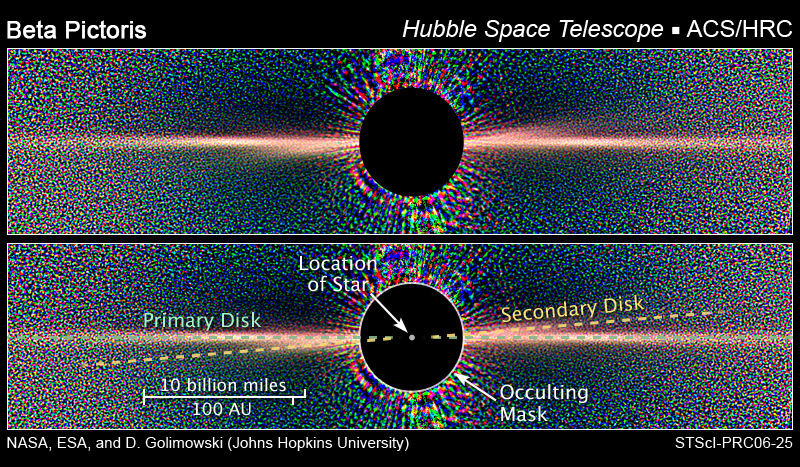 Beta Pictoris
Hubble Space Telescope ▪ ACS/HRC
Location
of Star
Primary Disk
Secondary Disk
10 billion miles
100 AU
Occulting
Mask
NASA, ESA, and D. Golimowski (Johns Hopkins University)
STScI-PRC06-25